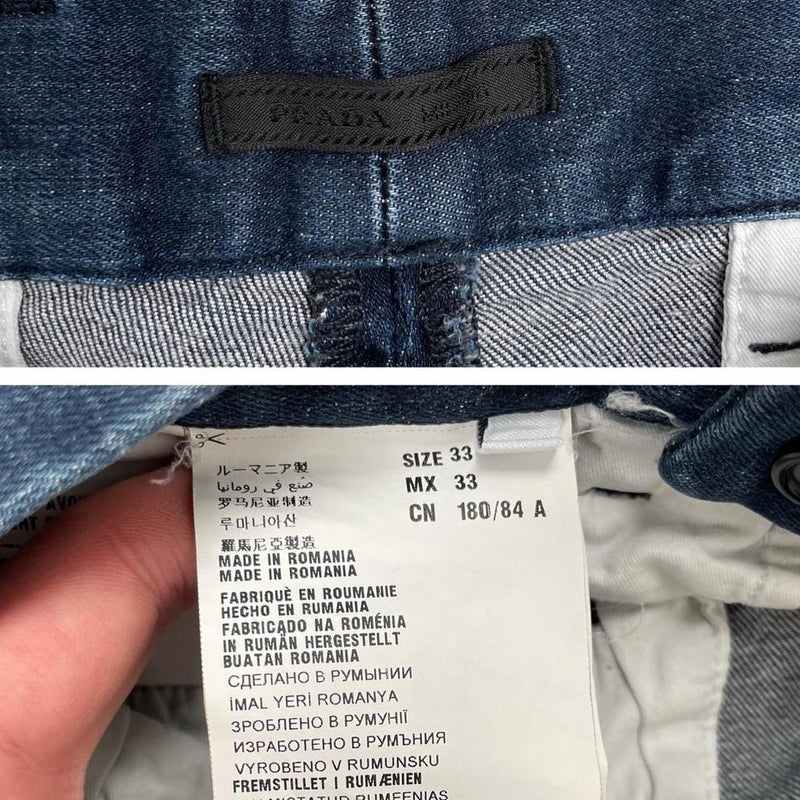 PRADA MILANO
ルーマニア製
صنع في رومانيا
罗马尼亚制造
루마니아산
羅馬尼亞製造
MADE IN ROMANIA
MADE IN ROMANIA
FABRIQUÈ EN ROUMANIE
HECHO EN RUMANIA
FABRICADO NA ROMÉNIA
IN RUMÄN HERGESTELLT
BUATAN ROMANIA
СДЕЛАНО В РУМЫНИИ
İMAL YERİ ROMANYA
ЗРОБЛЕНО В РУМУНІЇ
ИЗРАБОТЕНО В РУМЪНИЯ
VYROBENO V RUMUNSKU
FREMSTILLET I RUMÆNIEN
SIZE 33
MX 33
CN 180/84 A